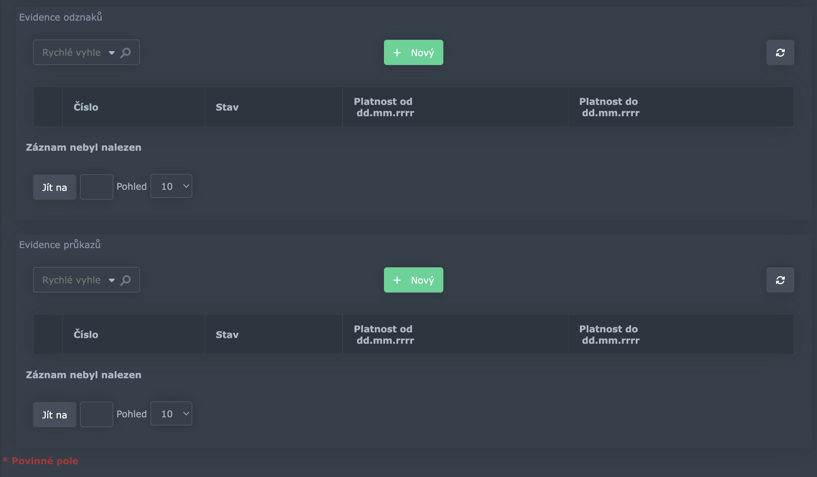 Evidence odznaků
Rychlé vyhle
+ Nový
Číslo Stav Platnost od Platnost do
dd.mm.rrrr dd.mm.rrrr
Záznam nebyl nalezen
Jít na Pohled 10
Evidence průkazů
Rychlé vyhle
+ Nový
Číslo Stav Platnost od Platnost do
dd.mm.rrrr dd.mm.rrrr
Záznam nebyl nalezen
Jít na Pohled 10
* Povinné pole